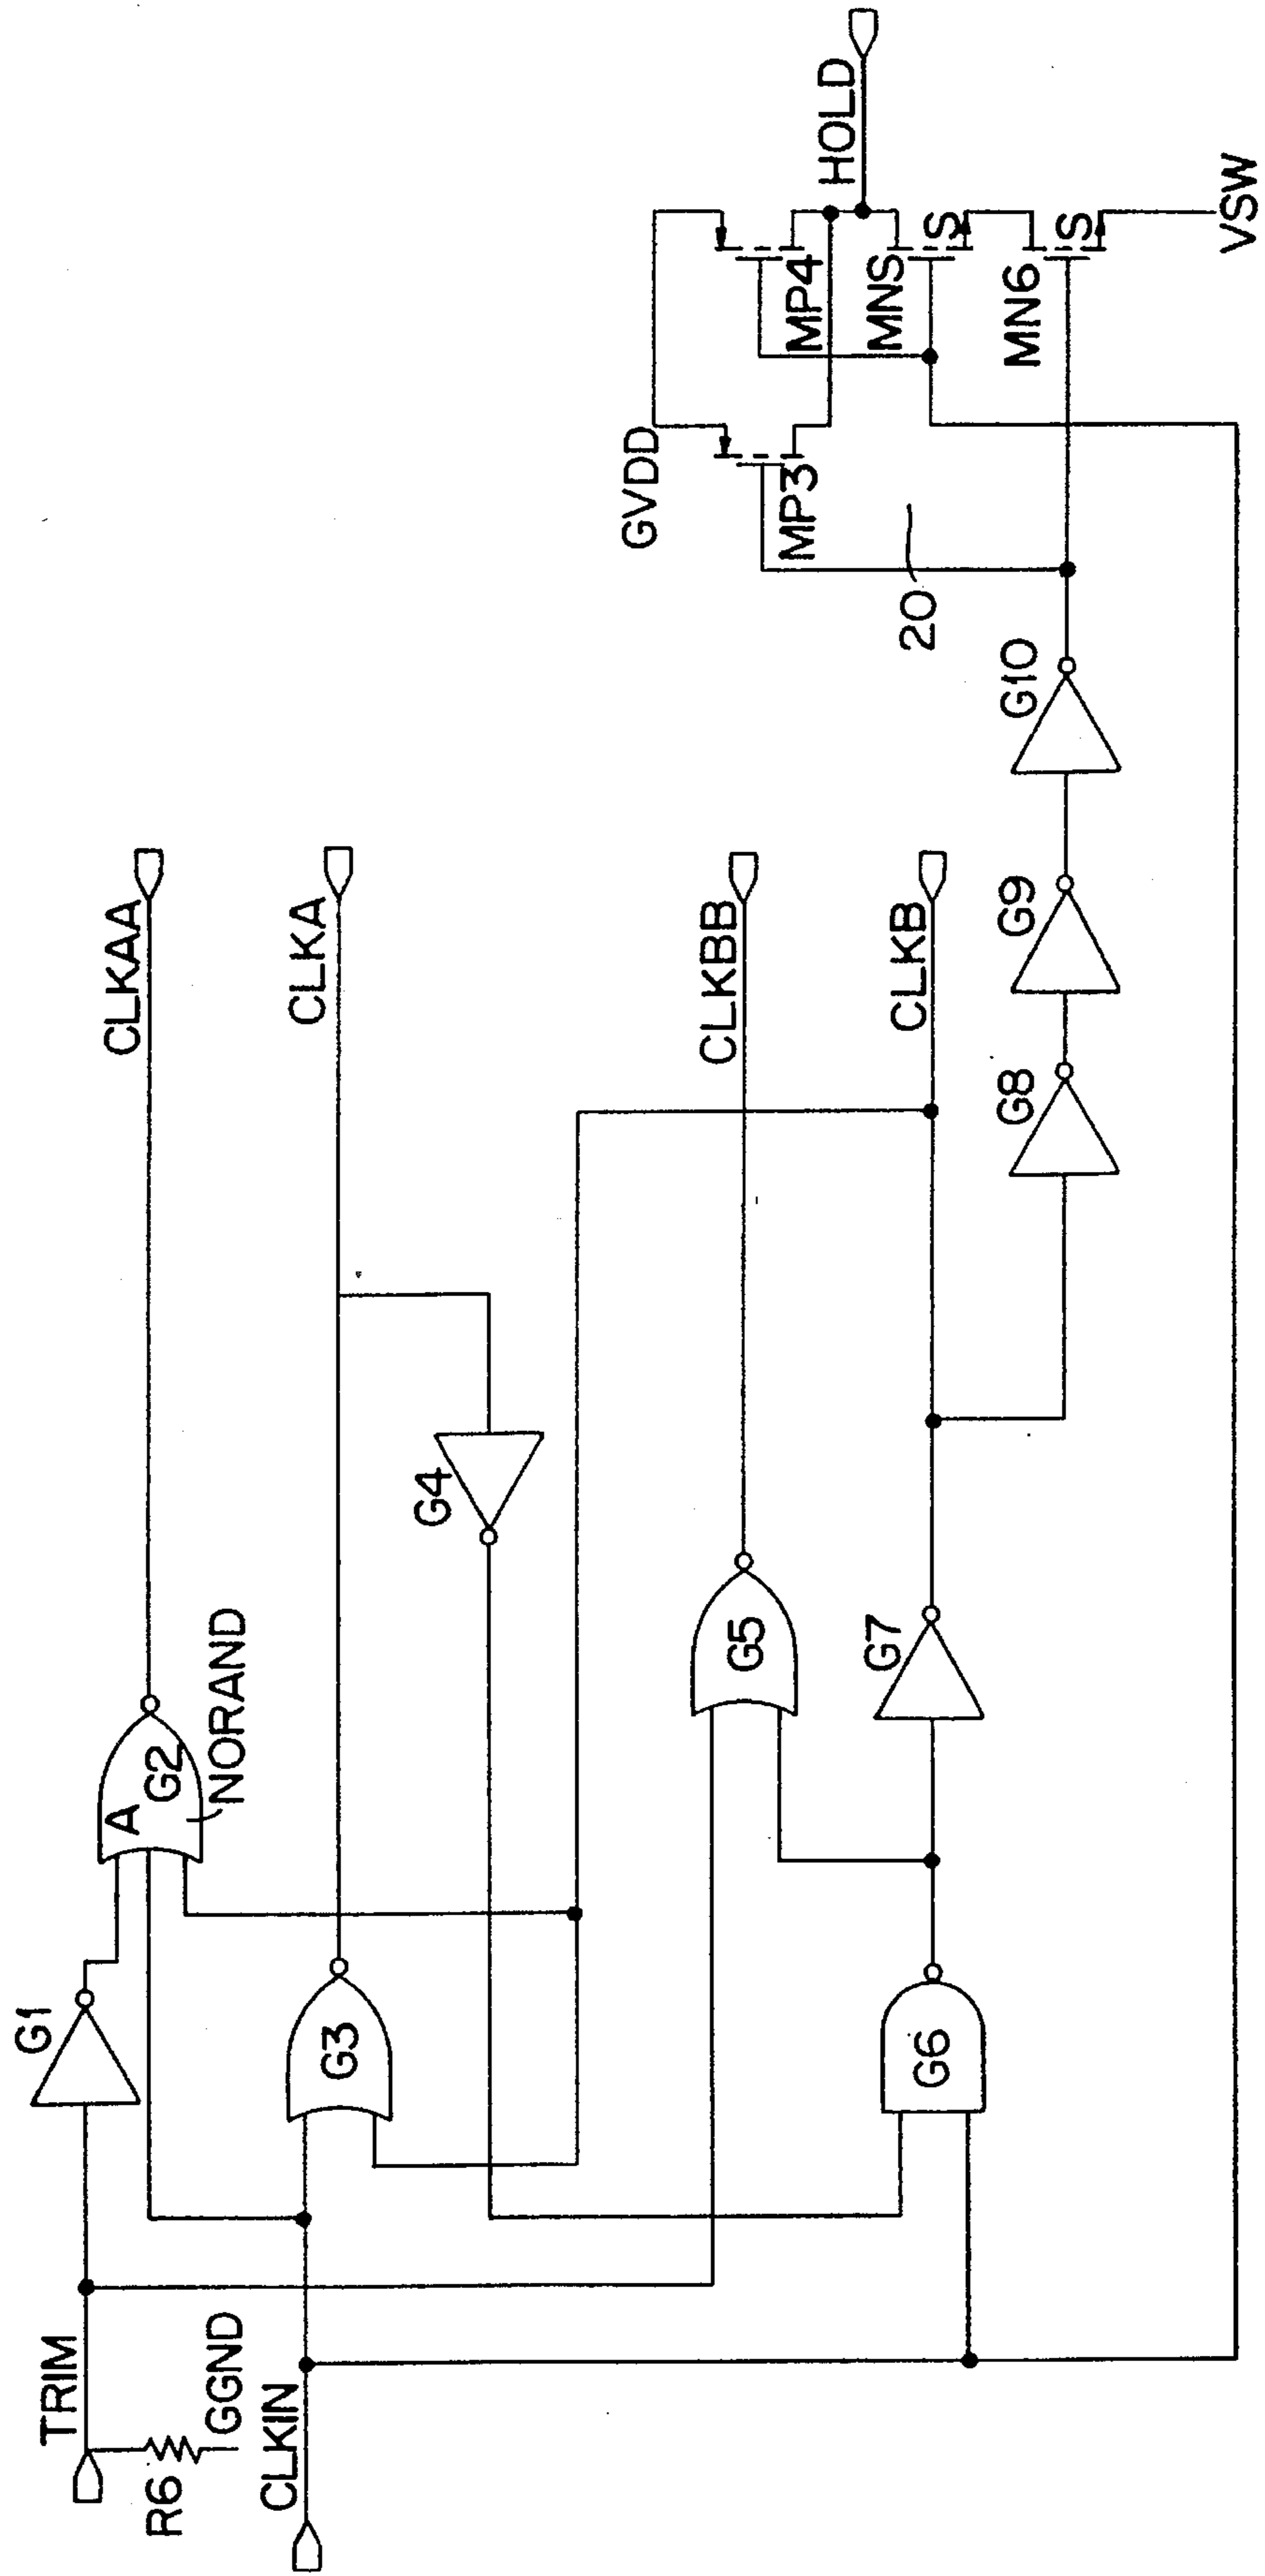 TRIM
R6
GGND
CLKIN
G1
A
G2
NORAND
CLKAA
G3
CLKA
G4
G5
CLKBB
G6
G7
CLKB
G8
G9
G10
20
GVDD
MP3
MP4
MNS
S
MN6
S
HOLD
VSW